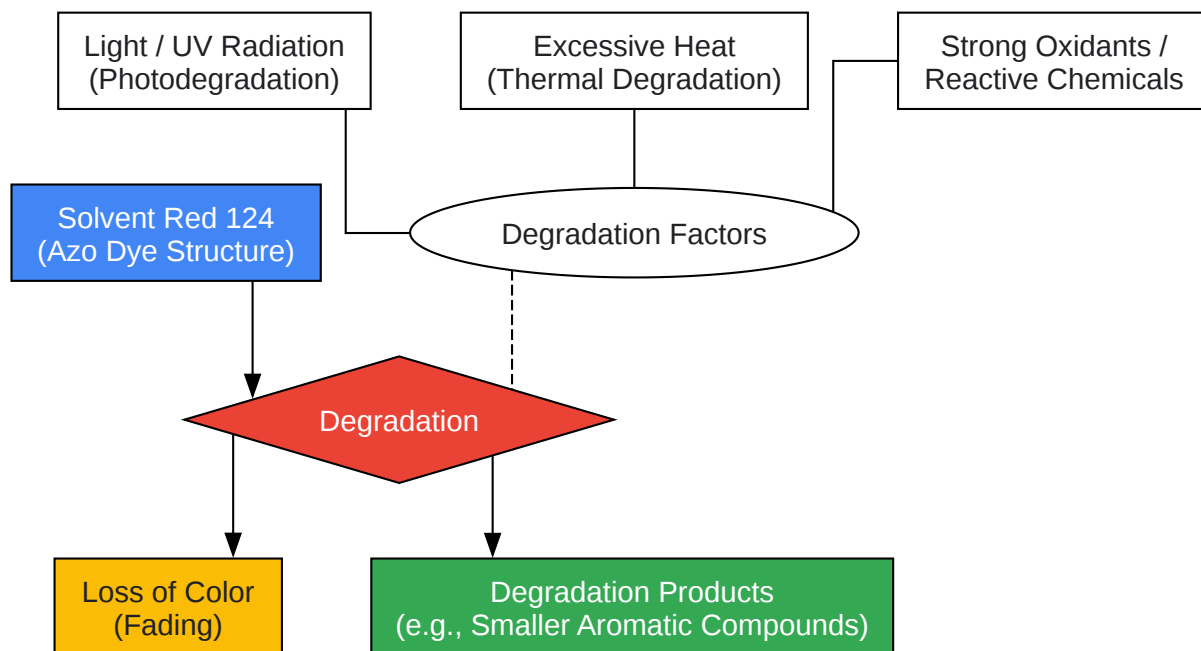 Light / UV Radiation
(Photodegradation)
Excessive Heat
(Thermal Degradation)
Strong Oxidants /
Reactive Chemicals
Solvent Red 124
(Azo Dye Structure)
Degradation Factors
Degradation
Loss of Color
(Fading)
Degradation Products
(e.g., Smaller Aromatic Compounds)